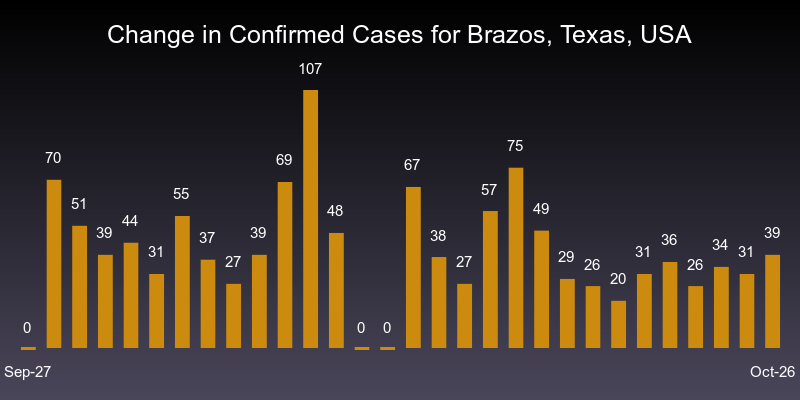 Change in Confirmed Cases for Brazos, Texas, USA
0 70 51 39 44 31 55 37 27 39 69 107 48 0 0 67 38 27 57 75 49 29 26 20 31 36 26 34 31 39
Sep-27 Oct-26